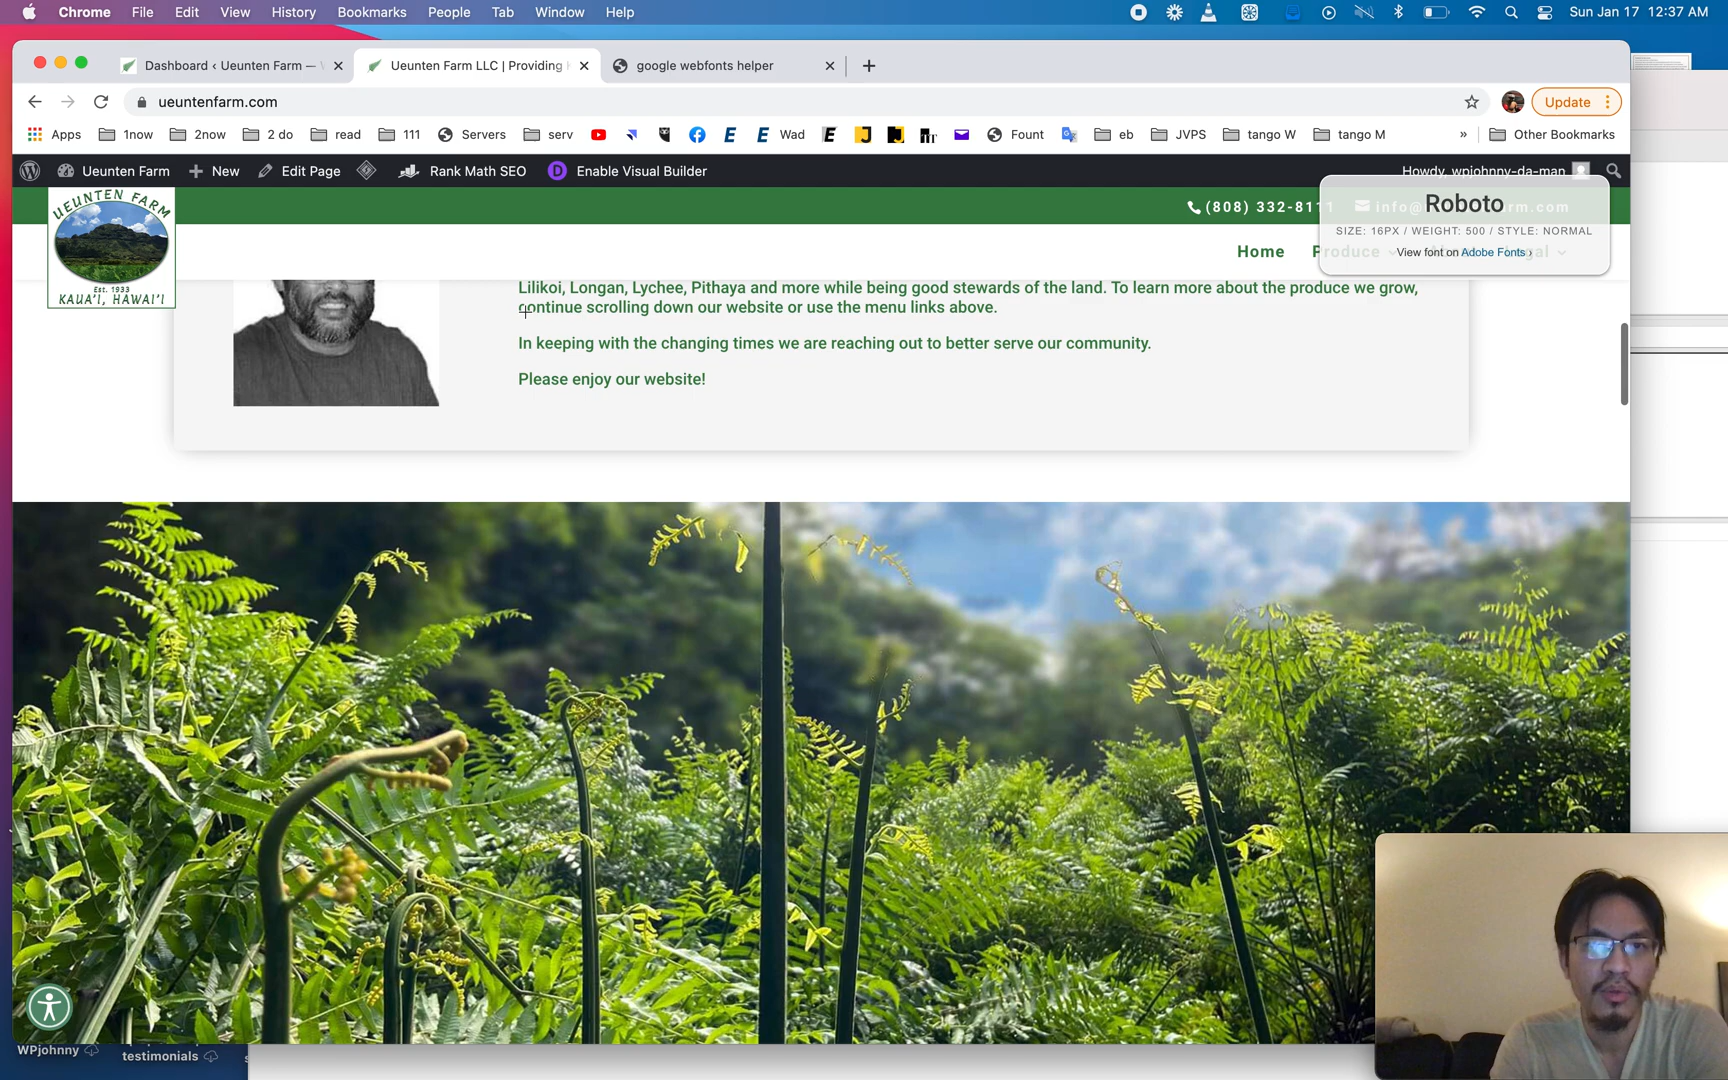 Chrome File Edit View History Bookmarks People Tab Window Help Sun Jan 17 12:37 AM
Dashboard ‹ Ueunten Farm — Ueunten Farm LLC | Providing google webfonts helper
ueuntenfarm.com Update
Apps 1now 2now 2 do read 111 Servers serv Wad Fount eb JVPS tango W tango M » Other Bookmarks
Ueunten Farm New Edit Page Rank Math SEO Enable Visual Builder Howdy, wpjohnny-da-man
UEUNTEN FARM
Est. 1933
KAUA'I, HAWAI'I
(808) 332-8111
Home Produce
Roboto
SIZE: 16PX / WEIGHT: 500 / STYLE: NORMAL
View font on Adobe Fonts ›
Lilikoi, Longan, Lychee, Pithaya and more while being good stewards of the land. To learn more about the produce we grow,
continue scrolling down our website or use the menu links above.
In keeping with the changing times we are reaching out to better serve our community.
Please enjoy our website!
WPjohnny testimonials